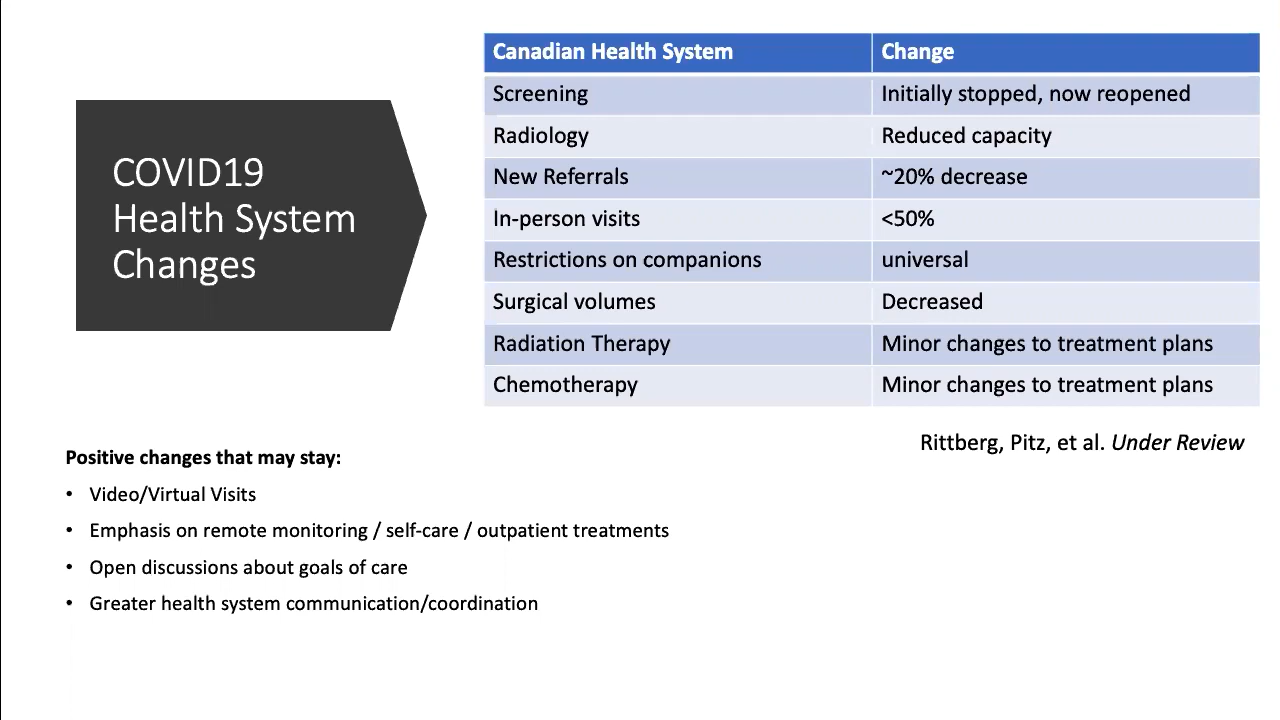 COVID19
Health System
Changes
Canadian Health System Change
Screening Initially stopped, now reopened
Radiology Reduced capacity
New Referrals ~20% decrease
In-person visits <50%
Restrictions on companions universal
Surgical volumes Decreased
Radiation Therapy Minor changes to treatment plans
Chemotherapy Minor changes to treatment plans
Rittberg, Pitz, et al. Under Review
Positive changes that may stay:
• Video/Virtual Visits
• Emphasis on remote monitoring / self-care / outpatient treatments
• Open discussions about goals of care
• Greater health system communication/coordination